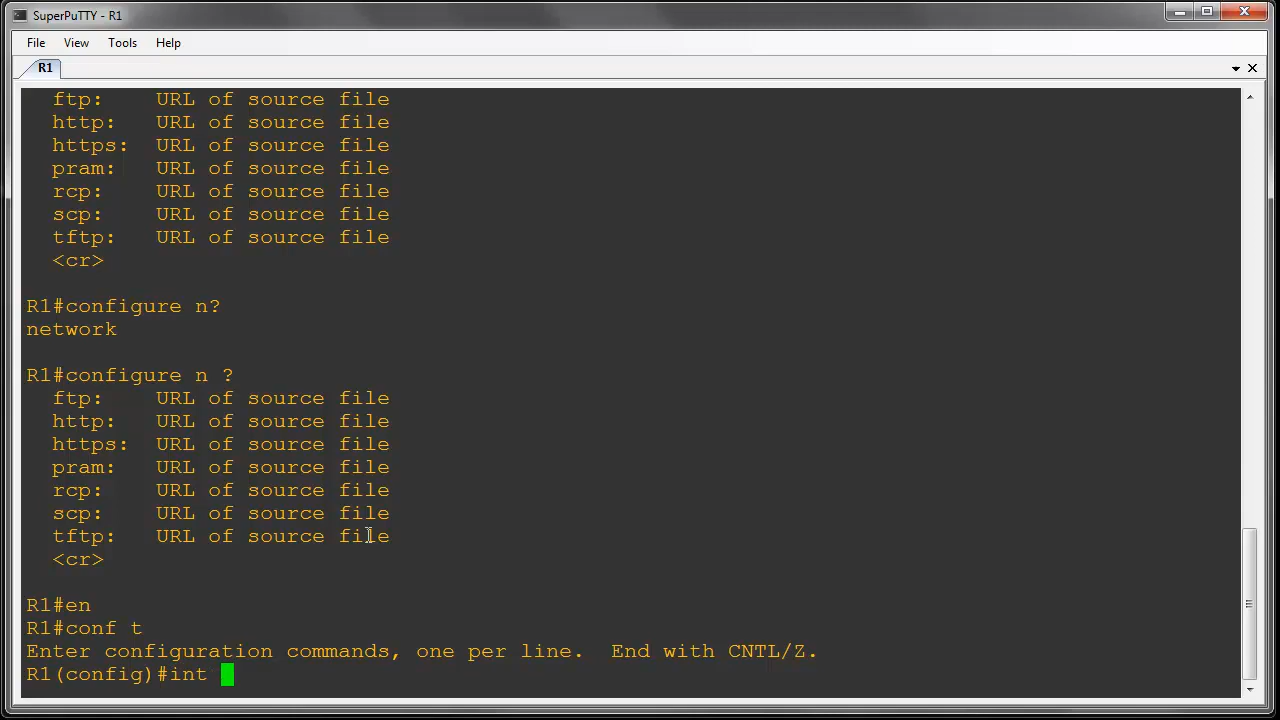 SuperPuTTY - R1
File View Tools Help
R1
ftp: URL of source file
http: URL of source file
https: URL of source file
pram: URL of source file
rcp: URL of source file
scp: URL of source file
tftp: URL of source file
<cr>
R1#configure n?
network
R1#configure n ?
ftp: URL of source file
http: URL of source file
https: URL of source file
pram: URL of source file
rcp: URL of source file
scp: URL of source file
tftp: URL of source file
<cr>
R1#en
R1#conf t
Enter configuration commands, one per line. End with CNTL/Z.
R1(config)#int